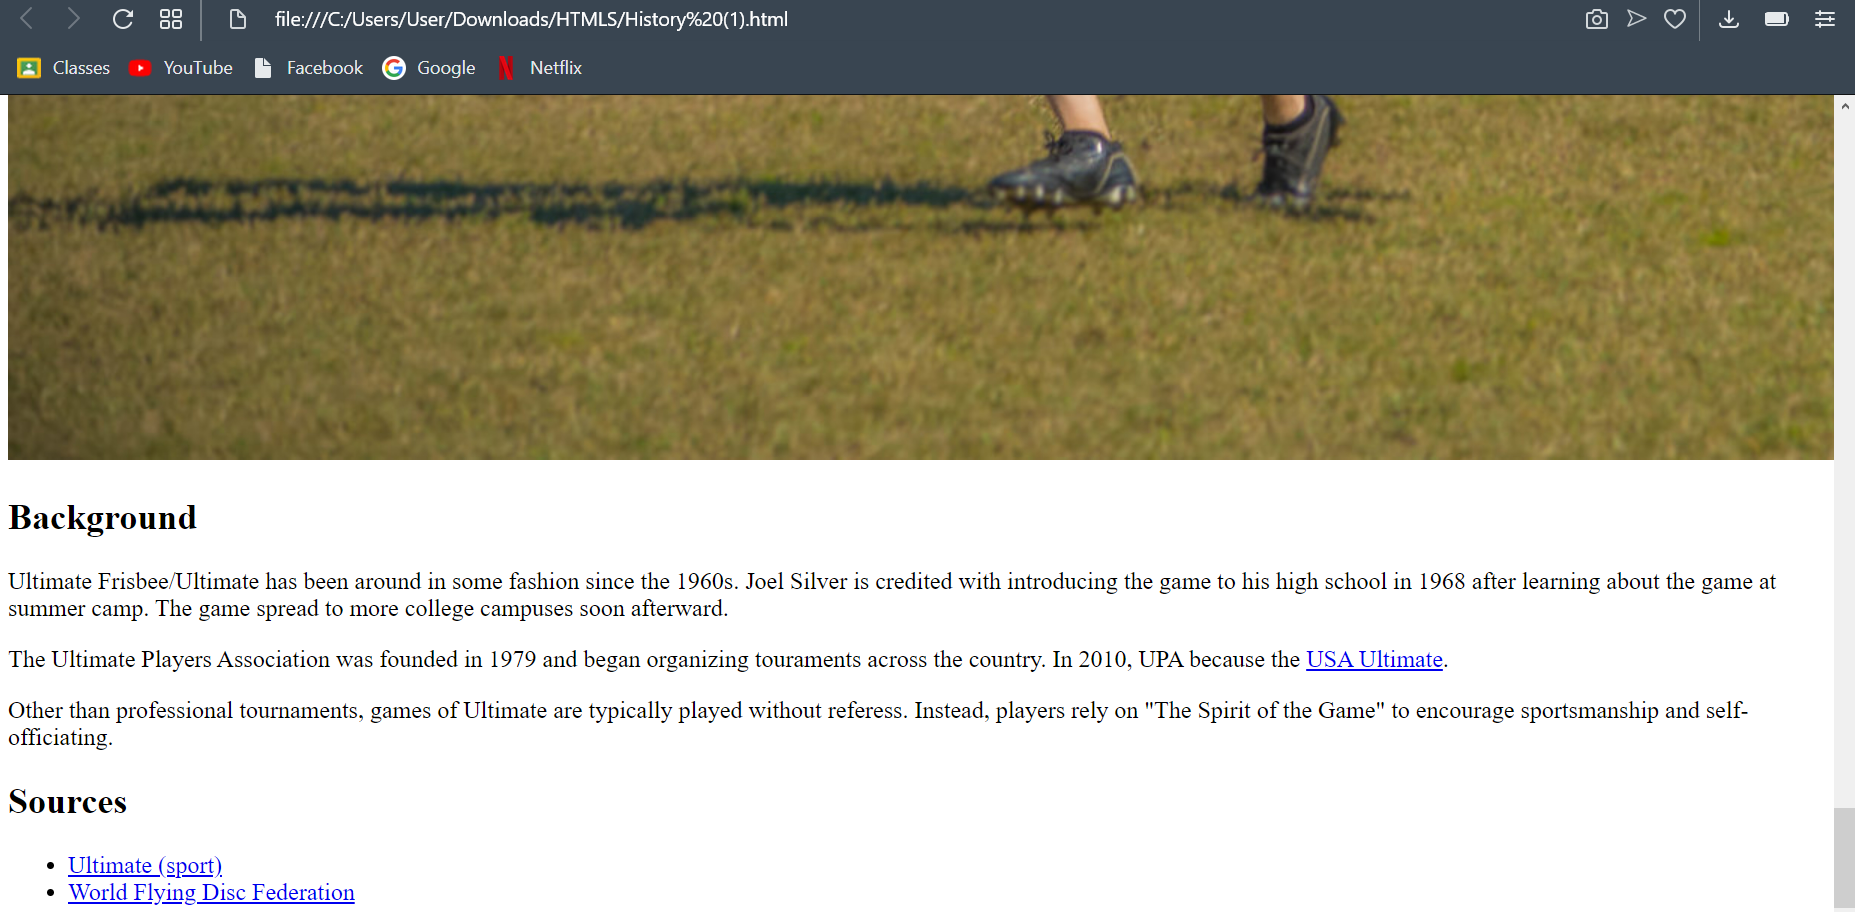 file:///C:/Users/User/Downloads/HTMLS/History%20(1).html
Classes YouTube Facebook Google Netflix
Background
Ultimate Frisbee/Ultimate has been around in some fashion since the 1960s. Joel Silver is credited with introducing the game to his high school in 1968 after learning about the game at
summer camp. The game spread to more college campuses soon afterward.
The Ultimate Players Association was founded in 1979 and began organizing touraments across the country. In 2010, UPA because the USA Ultimate.
Other than professional tournaments, games of Ultimate are typically played without referess. Instead, players rely on "The Spirit of the Game" to encourage sportsmanship and self-
officiating.
Sources
Ultimate (sport)
World Flying Disc Federation